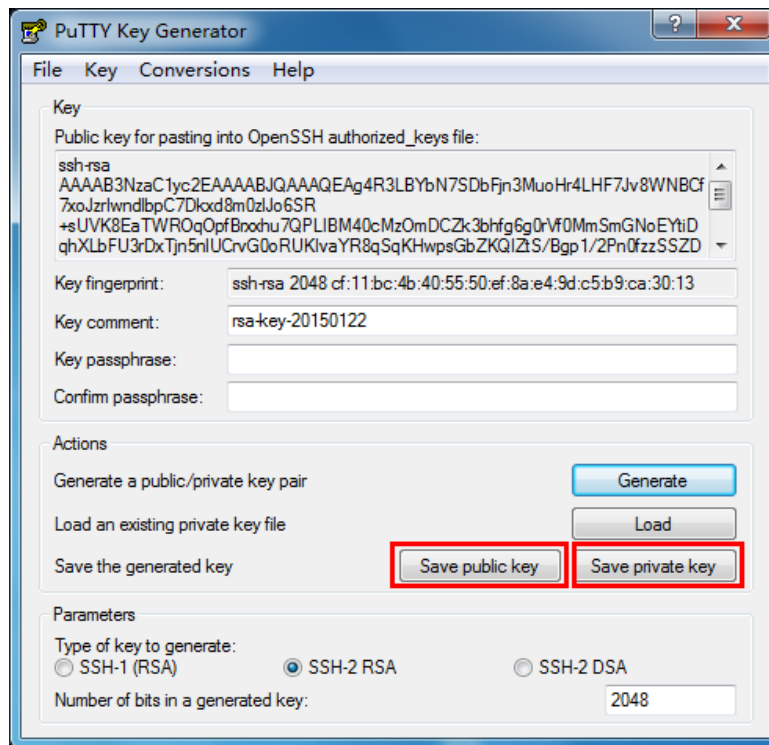 PuTTY Key Generator
File Key Conversions Help
Key
Public key for pasting into OpenSSH authorized_keys file:
ssh-rsa
AAAAB3NzaC1yc2EAAAABJQAAAQEAg4R3LBYbN7SDbFjn3MuoHr4LHF7Jv8WNBCf
7xoJzrlwndlbpC7Dkxd8m0zlJo6SR
+sUVK8EaTWROqOpfBrxxhu7QPLIBM40cMzOmDCZk3bhfg6g0rVf0MmSmGNoEYtiD
qhXLbFU3rDxTjn5nIUCrvG0oRUKlvaYR8qSqKHwpsGbZKQIZtS/Bgp1/2Pn0fzzSSZD
Key fingerprint: ssh-rsa 2048 cf:11:bc:4b:40:55:50:ef:8a:e4:9d:c5:b9:ca:30:13
Key comment: rsa-key-20150122
Key passphrase:
Confirm passphrase:
Actions
Generate a public/private key pair Generate
Load an existing private key file Load
Save the generated key Save public key Save private key
Parameters
Type of key to generate:
SSH-1 (RSA) SSH-2 RSA SSH-2 DSA
Number of bits in a generated key: 2048